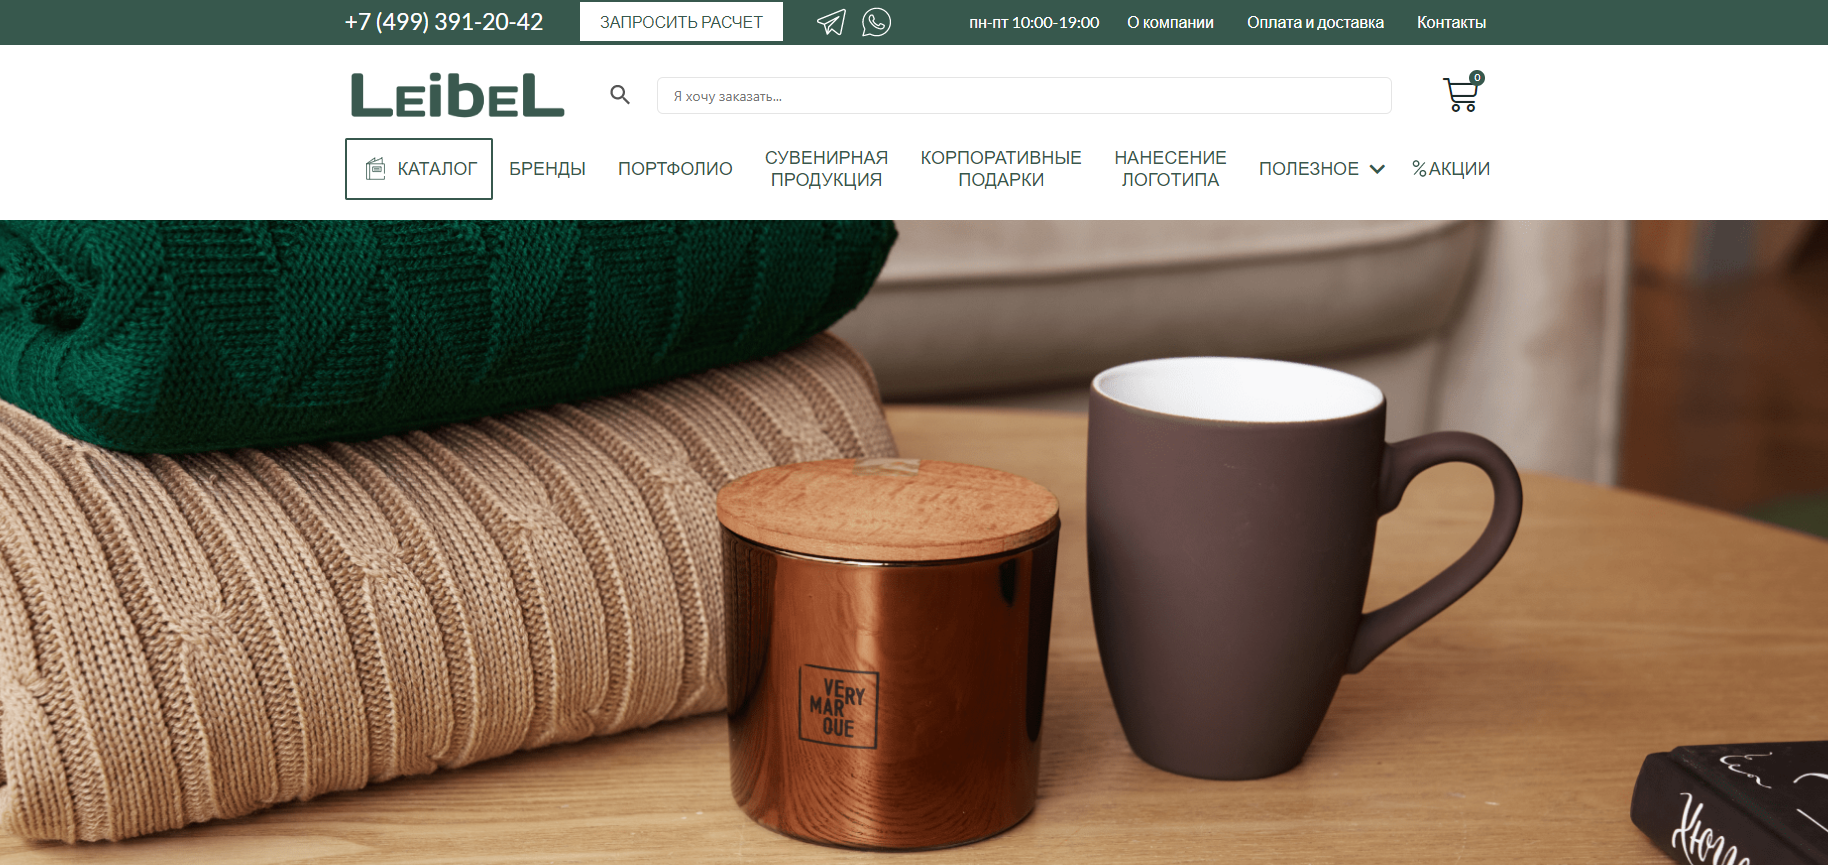 +7 (499) 391-20-42
ЗАПРОСИТЬ РАСЧЕТ
пн-пт 10:00-19:00
О компании
Оплата и доставка
Контакты
LEIBEL
Я хочу заказать...
0
КАТАЛОГ
БРЕНДЫ
ПОРТФОЛИО
СУВЕНИРНАЯ
ПРОДУКЦИЯ
КОРПОРАТИВНЫЕ
ПОДАРКИ
НАНЕСЕНИЕ
ЛОГОТИПА
ПОЛЕЗНОЕ
%АКЦИИ
VERY
MAR
QUE